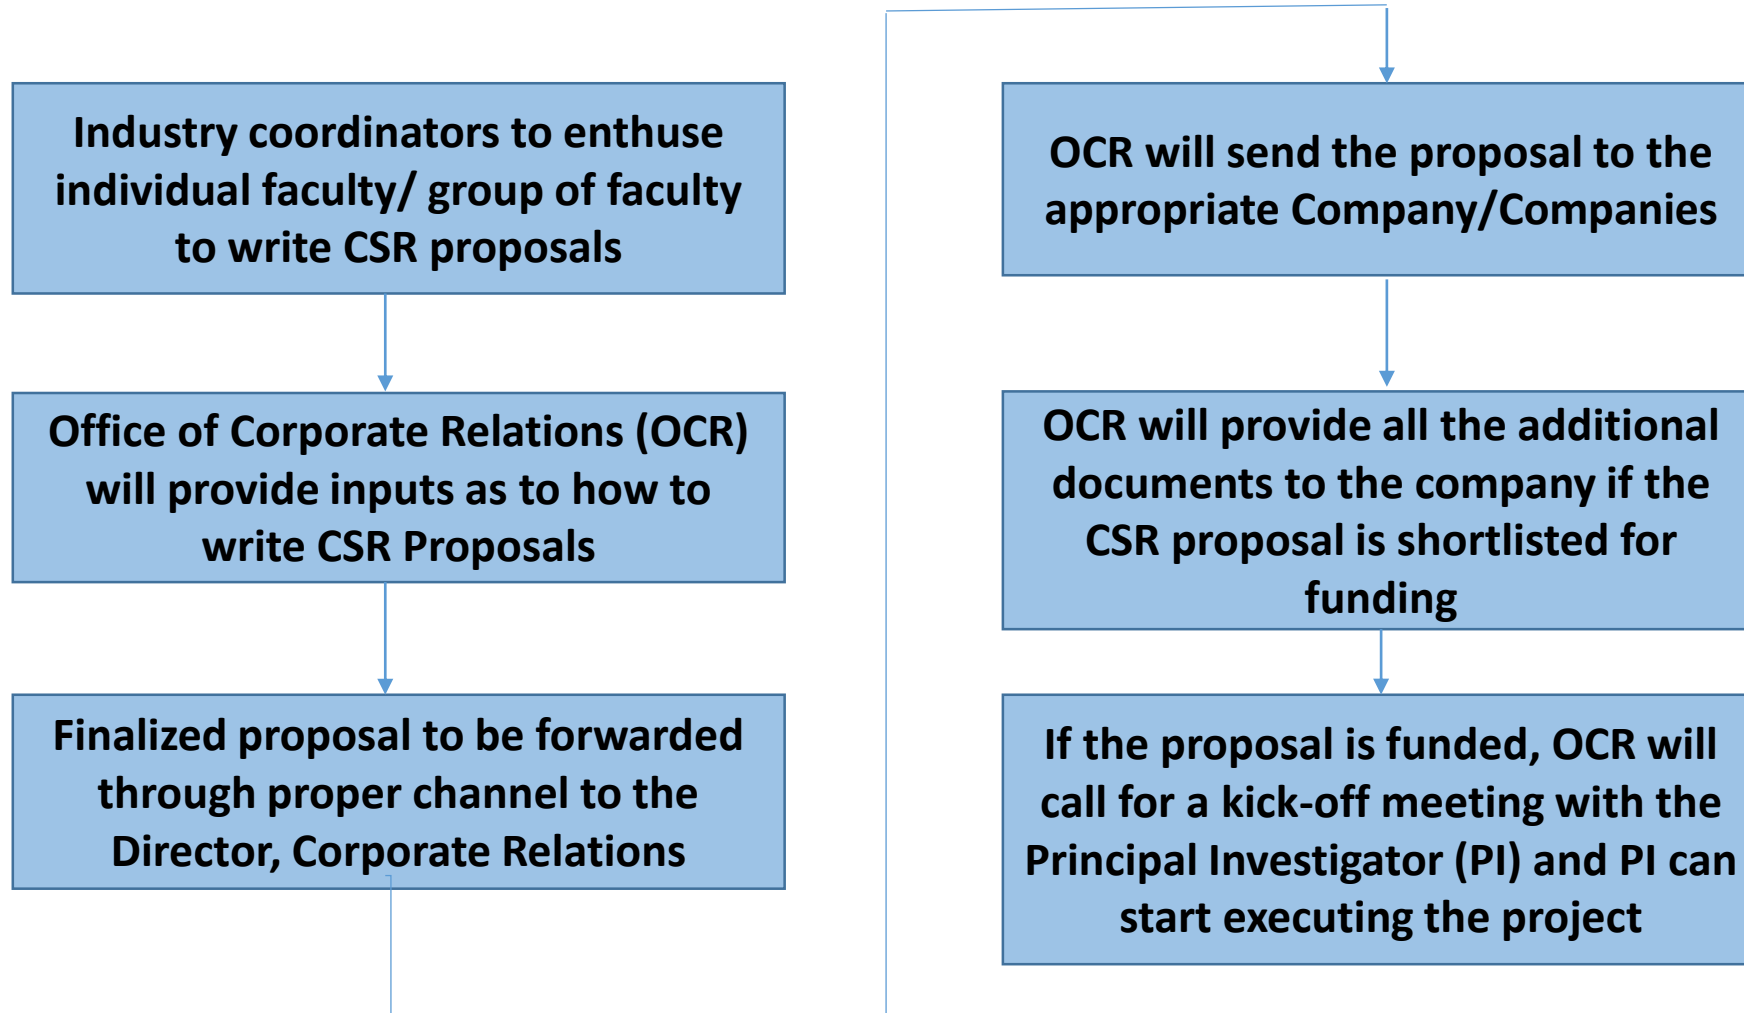 Industry coordinators to enthuse
individual faculty/ group of faculty
to write CSR proposals
Office of Corporate Relations (OCR)
will provide inputs as to how to
write CSR Proposals
Finalized proposal to be forwarded
through proper channel to the
Director, Corporate Relations
OCR will send the proposal to the
appropriate Company/Companies
OCR will provide all the additional
documents to the company if the
CSR proposal is shortlisted for
funding
If the proposal is funded, OCR will
call for a kick-off meeting with the
Principal Investigator (PI) and PI can
start executing the project